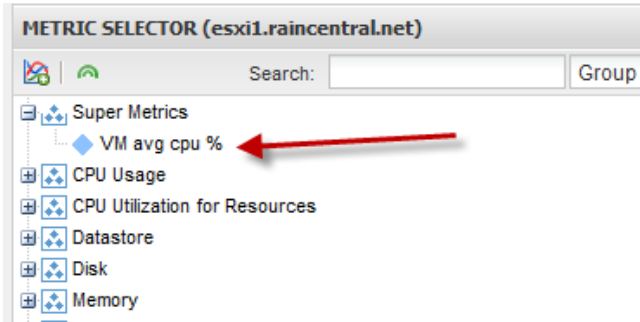 METRIC SELECTOR (esxi1.raincentral.net)
Search: Group
Super Metrics
VM avg cpu %
CPU Usage
CPU Utilization for Resources
Datastore
Disk
Memory